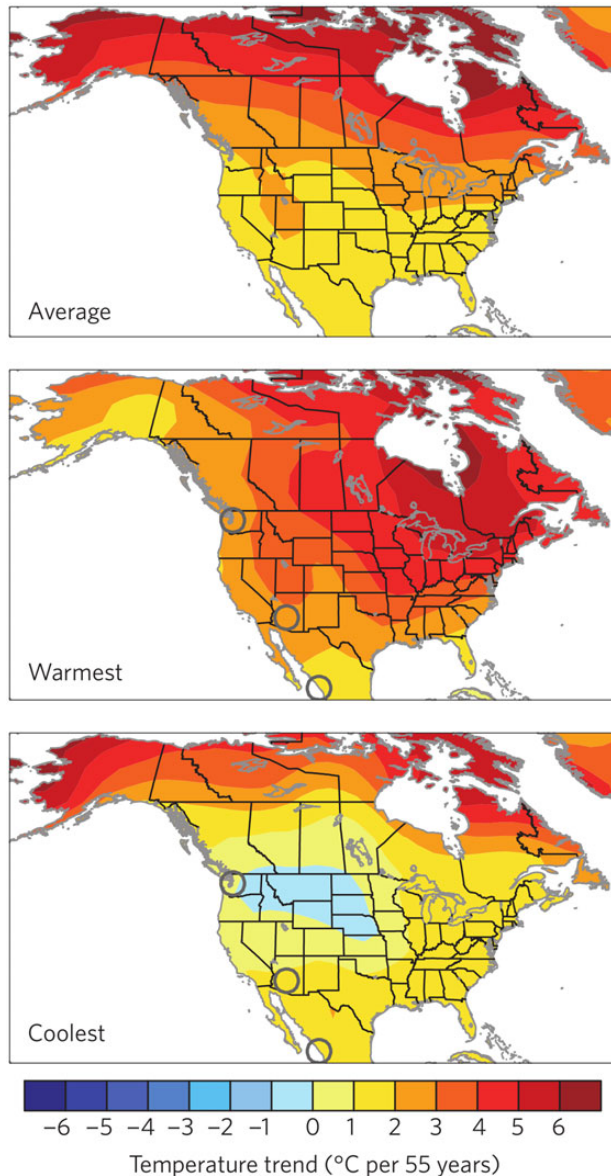 Average
Warmest
Coolest
−6 −5 −4 −3 −2 −1 0 1 2 3 4 5 6
Temperature trend (°C per 55 years)